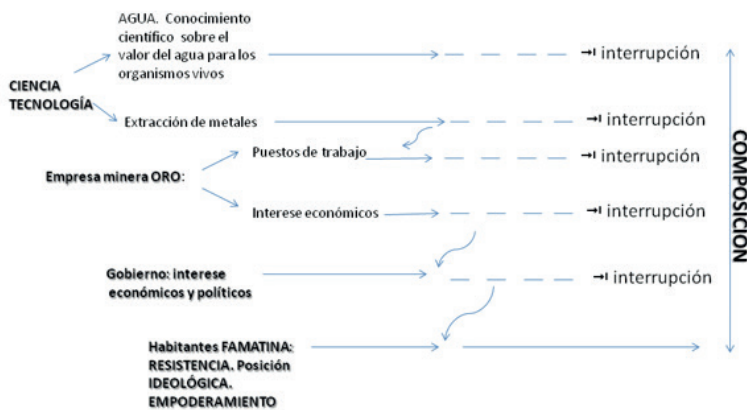 AGUA. Conocimiento
científico sobre el
valor del agua para los
organismos vivos
interrupción
CIENCIA
TECNOLOGÍA
Extracción de metales
interrupción
Puestos de trabajo
interrupción
Empresa minera ORO:
Interese económicos
interrupción
Gobierno: interese
económicos y políticos
interrupción
Habitantes FAMATINA:
RESISTENCIA. Posición
IDEOLÓGICA.
EMPODERAMIENTO
COMPOSICION